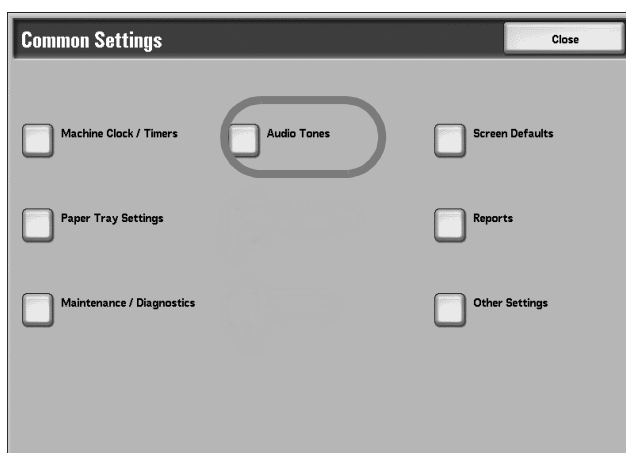 Common Settings
Close
Machine Clock / Timers
Audio Tones
Screen Defaults
Paper Tray Settings
Reports
Maintenance / Diagnostics
Other Settings